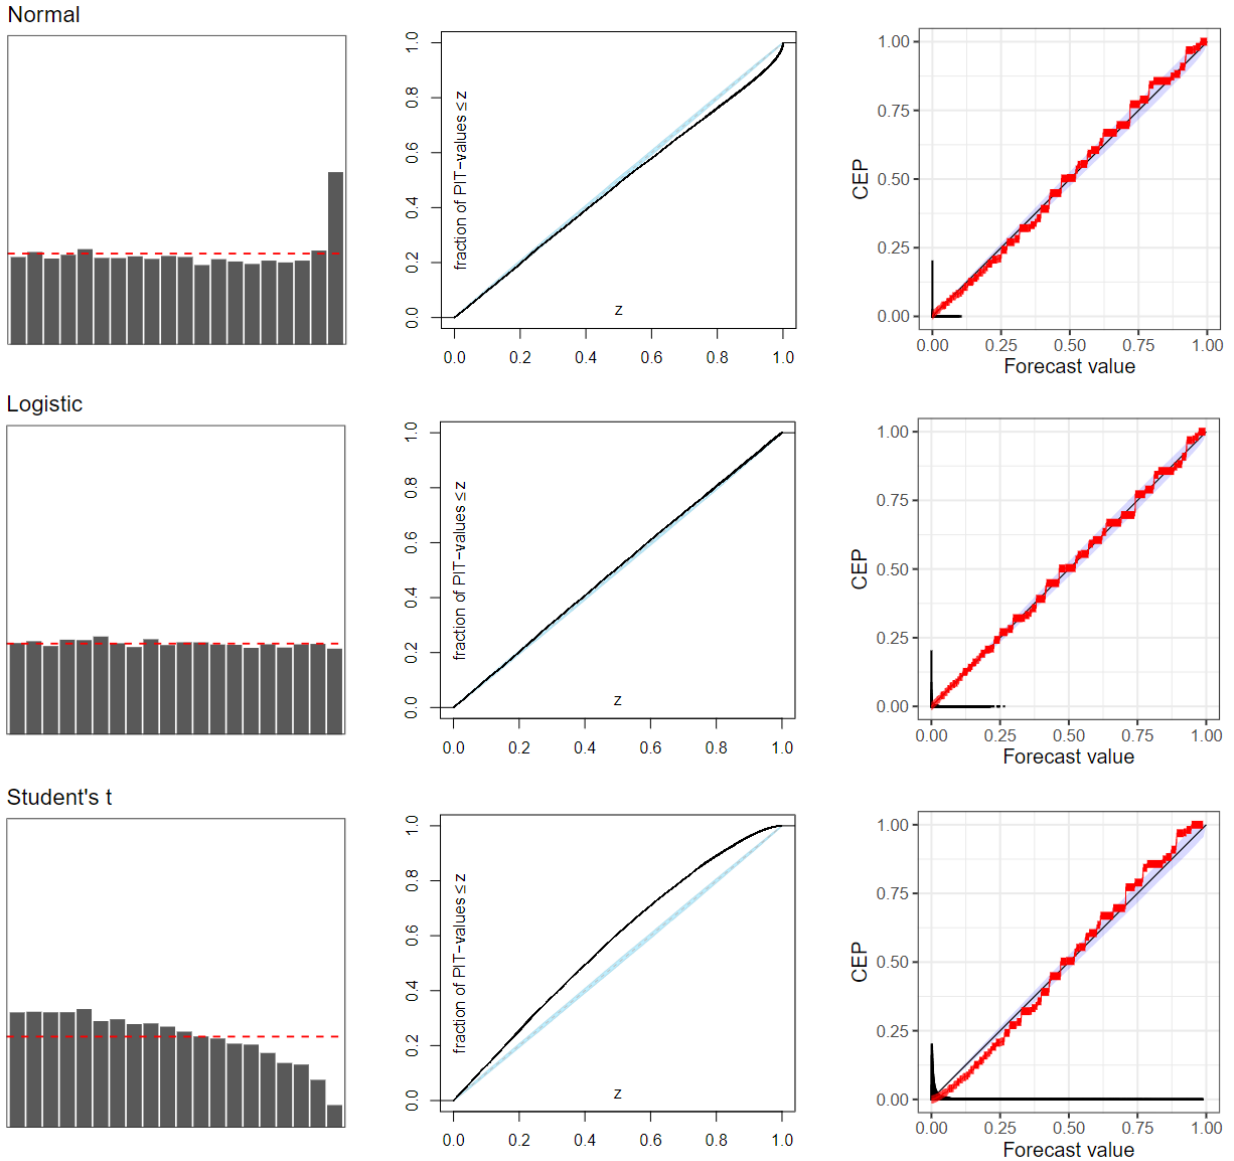 Normal
fraction of PIT−values ≤ z
0.0 0.2 0.4 0.6 0.8 1.0
z
0.0 0.2 0.4 0.6 0.8 1.0
CEP
1.00
0.75
0.50
0.25
0.00
0.00 0.25 0.50 0.75 1.00
Forecast value
Logistic
fraction of PIT−values ≤ z
0.0 0.2 0.4 0.6 0.8 1.0
z
0.0 0.2 0.4 0.6 0.8 1.0
CEP
1.00
0.75
0.50
0.25
0.00
0.00 0.25 0.50 0.75 1.00
Forecast value
Student's t
fraction of PIT−values ≤ z
0.0 0.2 0.4 0.6 0.8 1.0
z
0.0 0.2 0.4 0.6 0.8 1.0
CEP
1.00
0.75
0.50
0.25
0.00
0.00 0.25 0.50 0.75 1.00
Forecast value